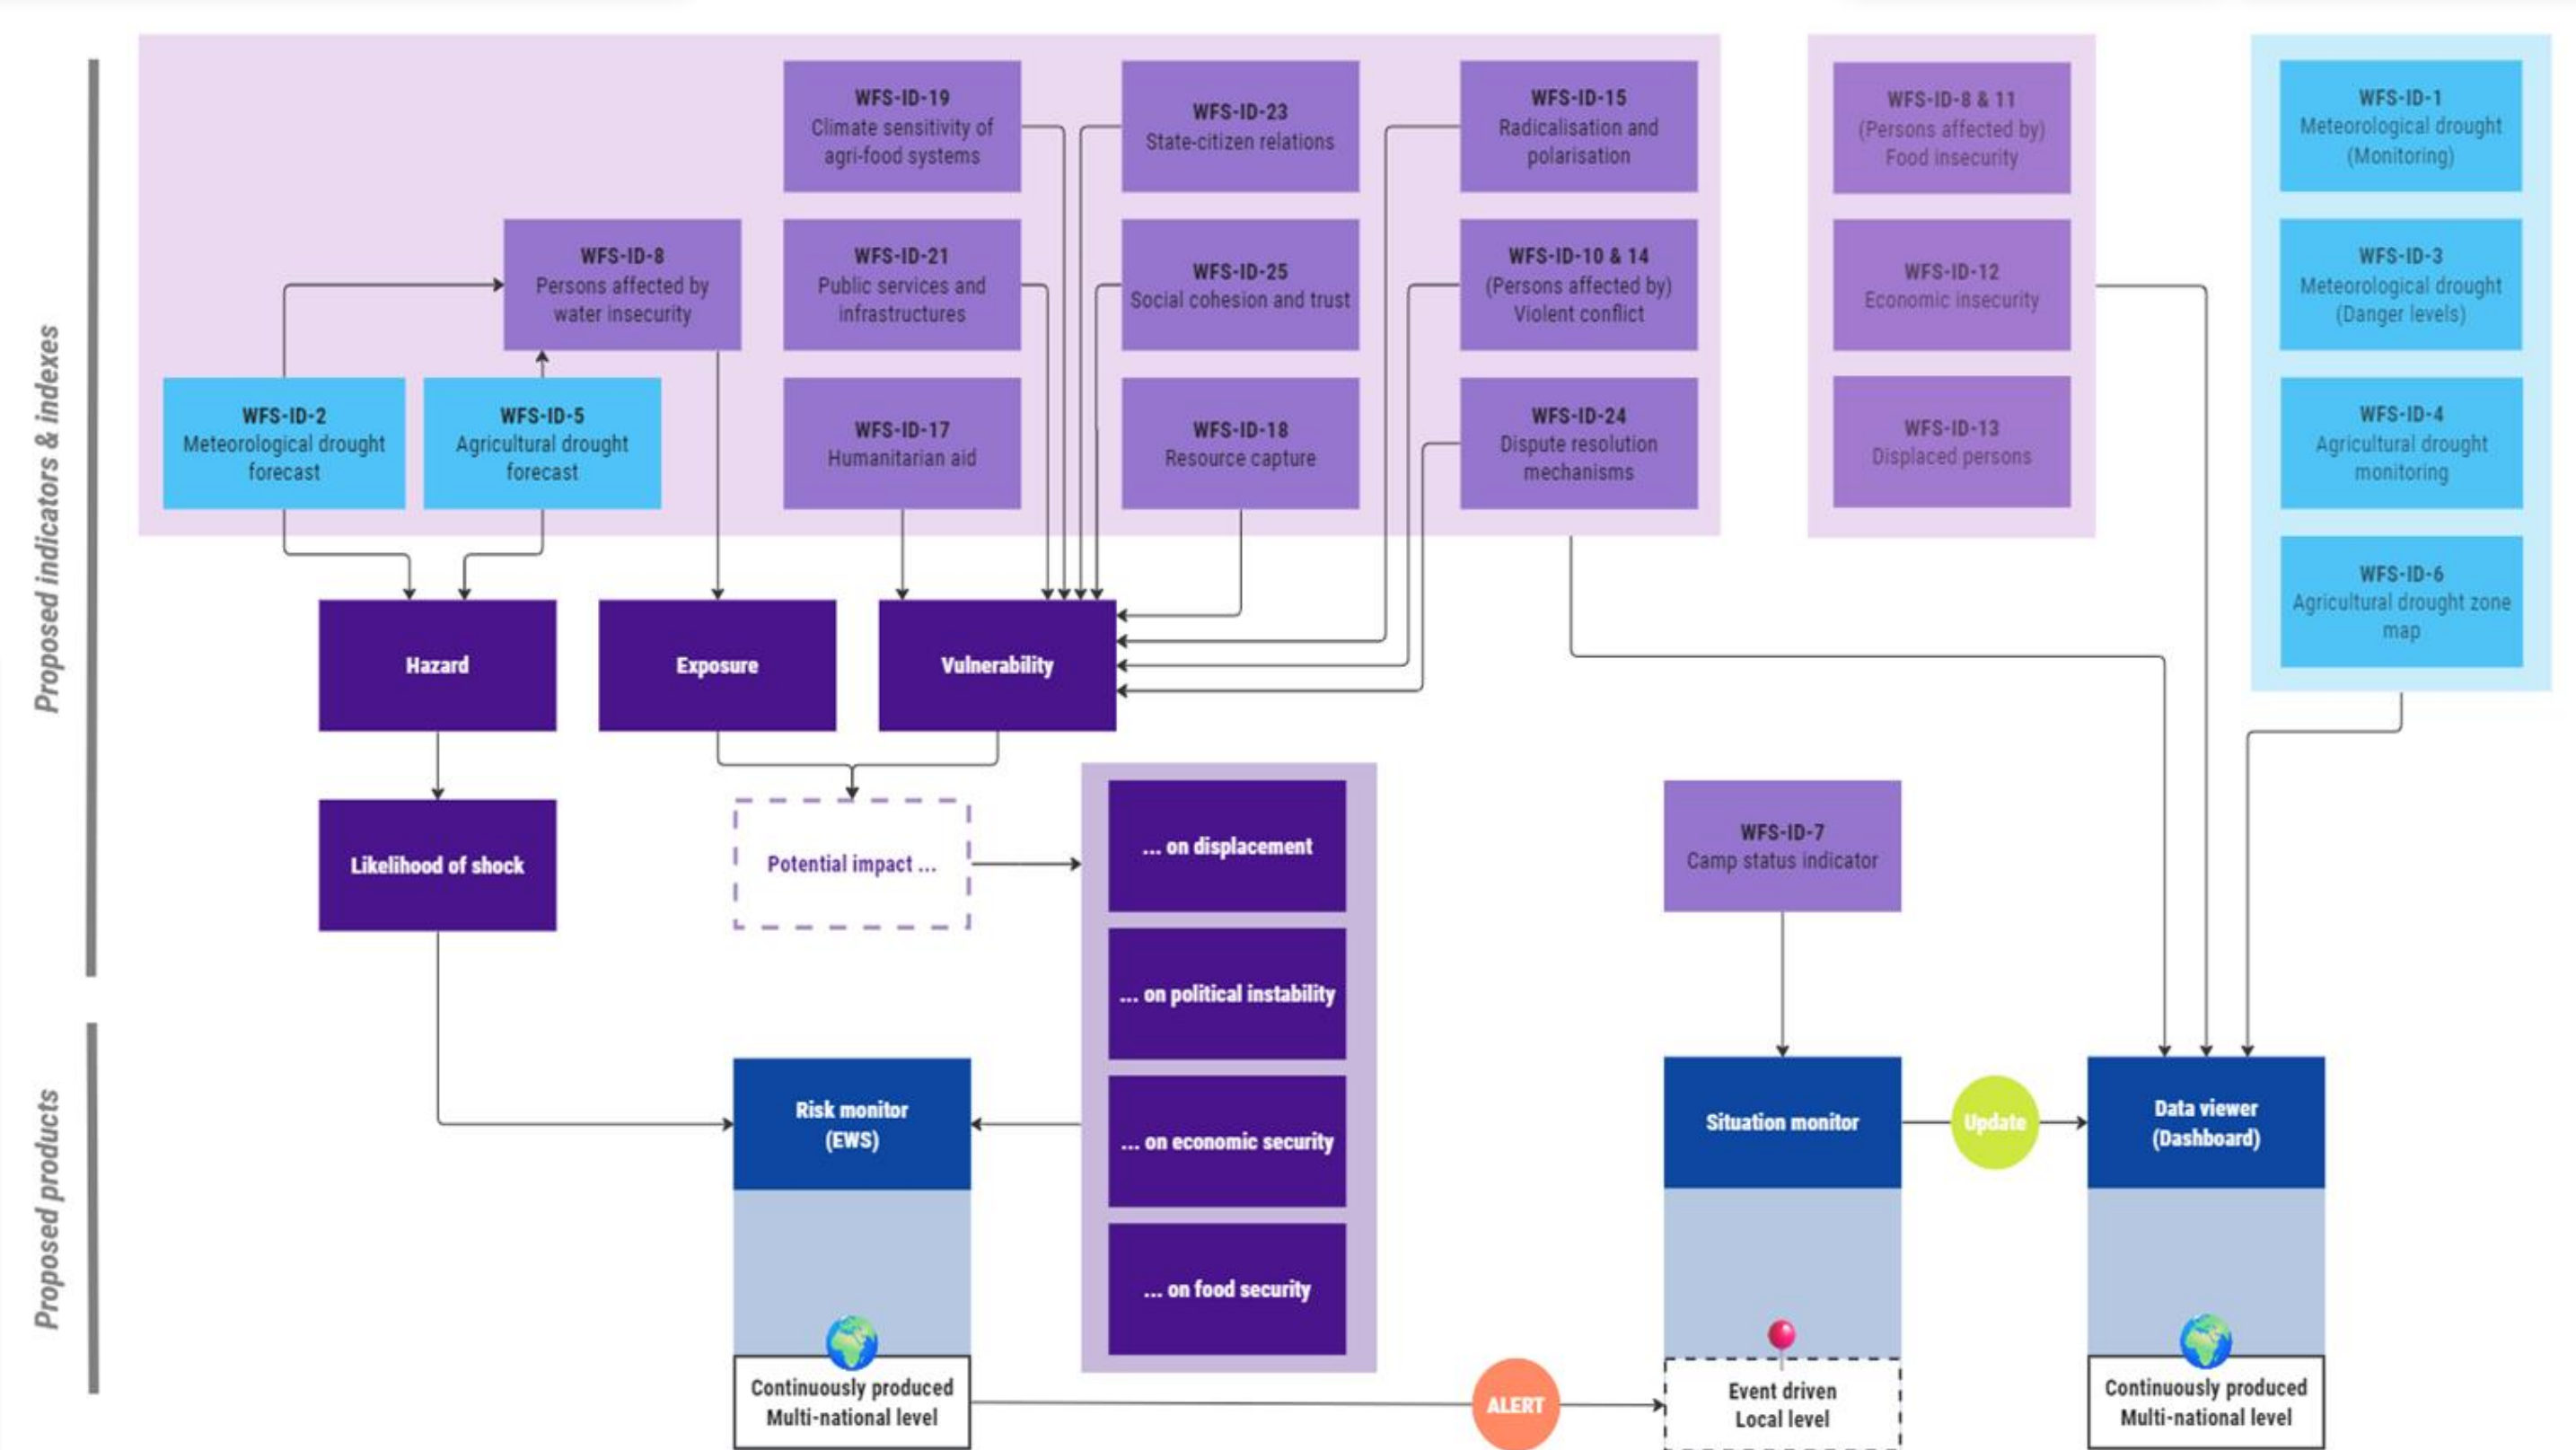 Proposed indicators & indexes
WFS-ID-19
Climate sensitivity of
agri-food systems
WFS-ID-23
State-citizen relations
WFS-ID-15
Radicalisation and
polarisation
WFS-ID-8 & 11
(Persons affected by)
Food insecurity
WFS-ID-1
Meteorological drought
(Monitoring)
WFS-ID-8
Persons affected by
water insecurity
WFS-ID-21
Public services and
infrastructures
WFS-ID-25
Social cohesion and trust
WFS-ID-10 & 14
(Persons affected by)
Violent conflict
WFS-ID-12
Economic insecurity
WFS-ID-3
Meteorological drought
(Danger levels)
WFS-ID-2
Meteorological drought
forecast
WFS-ID-5
Agricultural drought
forecast
WFS-ID-17
Humanitarian aid
WFS-ID-18
Resource capture
WFS-ID-24
Dispute resolution
mechanisms
WFS-ID-13
Displaced persons
WFS-ID-4
Agricultural drought
monitoring
WFS-ID-6
Agricultural drought zone
map
Hazard
Exposure
Vulnerability
Likelihood of shock
Potential impact ...
... on displacement
... on political instability
... on economic security
... on food security
WFS-ID-7
Camp status indicator
Proposed products
Risk monitor
(EWS)
Situation monitor
Update
Data viewer
(Dashboard)
Continuously produced
Multi-national level
ALERT
Event driven
Local level
Continuously produced
Multi-national level